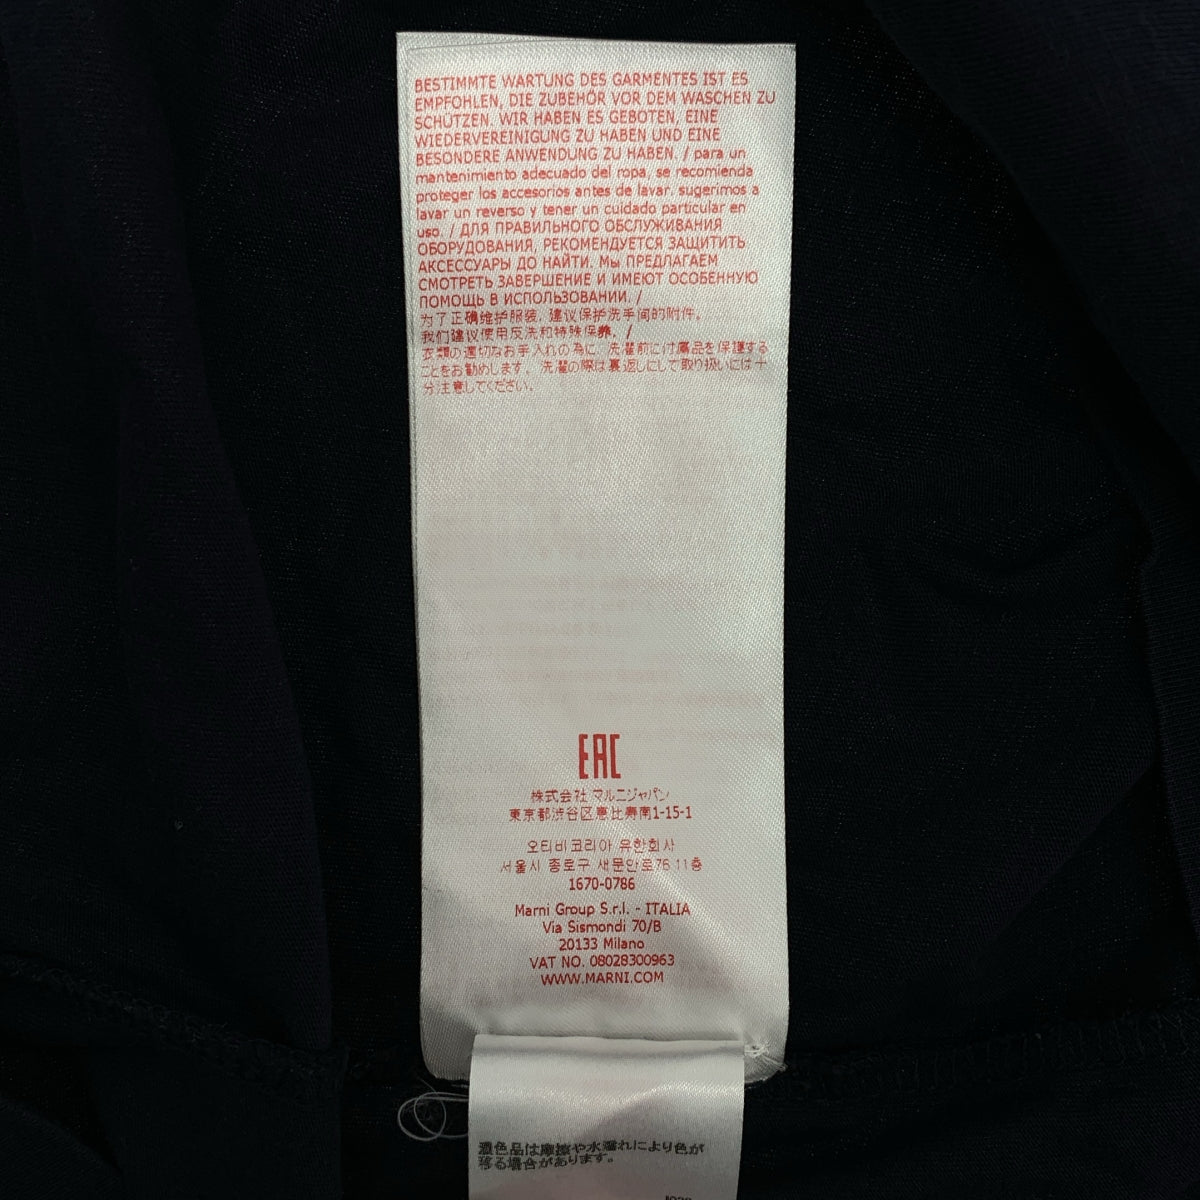 BESTIMMTE WARTUNG DES GARMENTES IST ES
EMPFOHLEN, DIE ZUBEHÖR VOR DEM WASCHEN ZU
SCHÜTZEN. WIR HABEN ES GEBOTEN, EINE
WIEDERVEREINIGUNG ZU HABEN UND EINE
BESONDERE ANWENDUNG ZU HABEN. / para un
mantenimiento adecuado del ropa, se recomienda
proteger los accesorios antes de lavar. sugerimos a
lavar un reverso y tener un cuidado particular en
uso. / ДЛЯ ПРАВИЛЬНОГО ОБСЛУЖИВАНИЯ
ОБОРУДОВАНИЯ, РЕКОМЕНДУЕТСЯ ЗАЩИТИТЬ
АКСЕССУАРЫ ДО НАЙТИ. Мы ПРЕДЛАГАЕМ
СМОТРЕТЬ ЗАВЕРШЕНИЕ И ИМЕЮТ ОСОБЕННУЮ
ПОМОЩЬ В ИСПОЛЬЗОВАНИИ. /
为了正确维护服装, 建议保护洗手间的附件。
我们建议使用反洗和特殊保养。 /
衣類の適切なお手入れの為に、洗濯前に付属品を保護する
ことをお勧めします。洗濯の際は裏返しにして取り扱いには十
分注意してください。
EAC
株式会社 マルニジャパン
東京都渋谷区恵比寿南1-15-1
오티비코리아 유한회사
서울시 종로구 새문안로76 11층
1670-0786
Marni Group S.r.l. - ITALIA
Via Sismondi 70/B
20133 Milano
VAT NO. 08028300963
WWW.MARNI.COM
濃色品は摩擦や水濡れにより色が
移る場合があります。